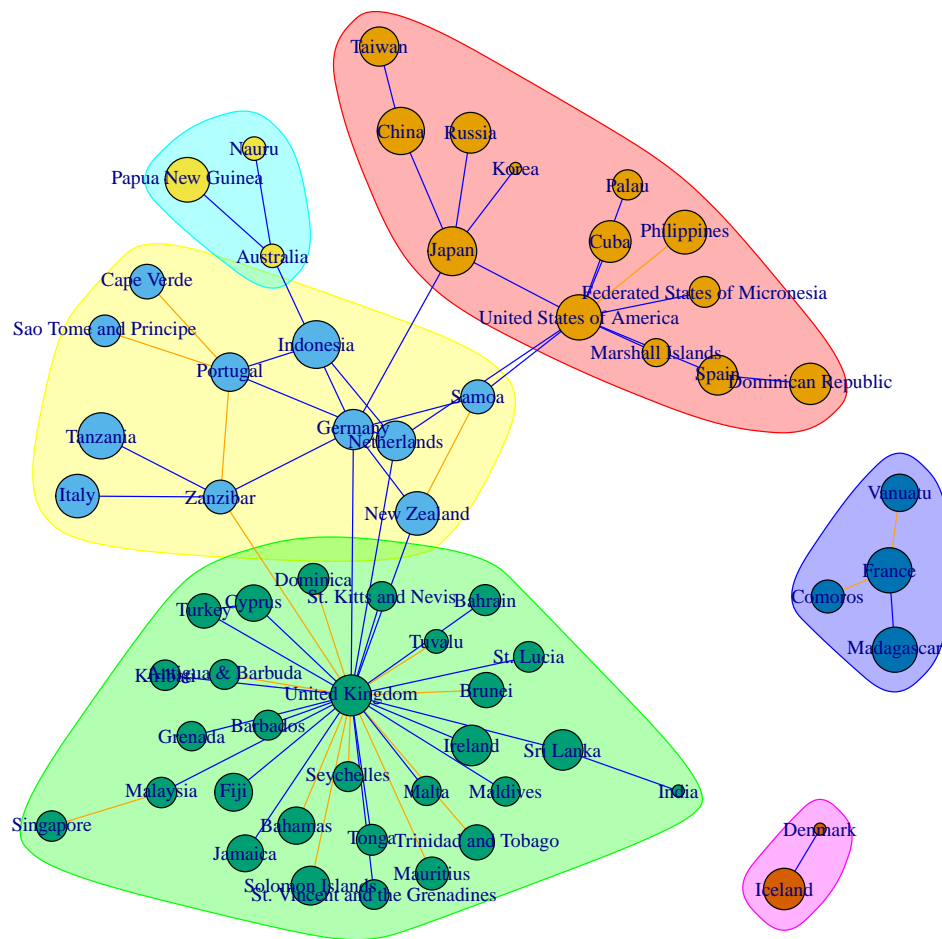 Taiwan
China
Russia
Nauru
Korea
Papua New Guinea
Palau
Philippines
Cuba
Japan
Australia
Cape Verde
Federated States of Micronesia
United States of America
Sao Tome and Principe
Indonesia
Marshall Islands
Portugal
Spain
Dominican Republic
Samoa
Germany
Tanzania
Netherlands
Italy
Zanzibar
Vanuatu
New Zealand
France
Dominica
St. Kitts and Nevis
Comoros
Turkey
Cyprus
Bahrain
Tuvalu
Madagascar
St. Lucia
Kiribati
Antigua & Barbuda
United Kingdom
Brunei
Barbados
Grenada
Ireland
Sri Lanka
Seychelles
Malaysia
Fiji
Malta
Maldives
India
Singapore
Bahamas
Denmark
Tonga
Trinidad and Tobago
Jamaica
Mauritius
Solomon Islands
Iceland
St. Vincent and the Grenadines